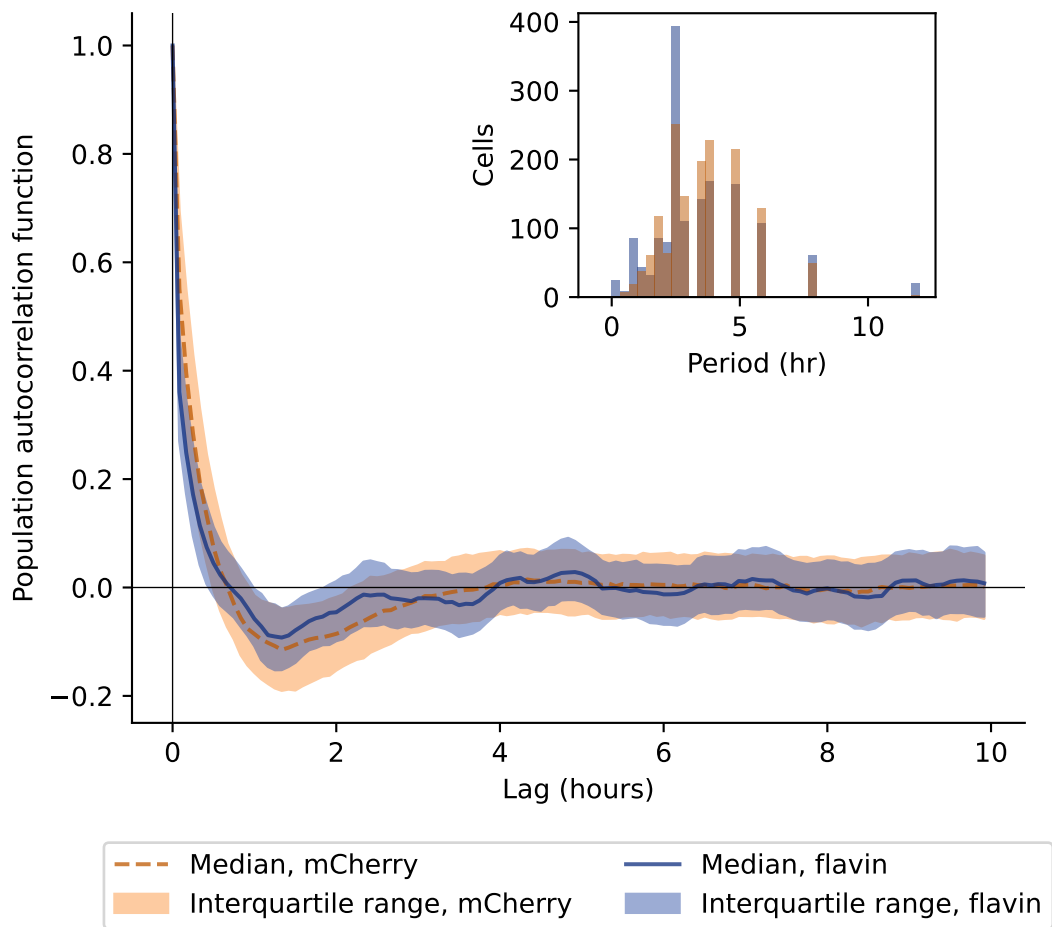 400
300
200
100
0
Cells
0 5 10
Period (hr)
1.0
0.8
0.6
0.4
0.2
0.0
−0.2
Population autocorrelation function
0 2 4 6 8 10
Lag (hours)
Median, mCherry
Interquartile range, mCherry
Median, flavin
Interquartile range, flavin